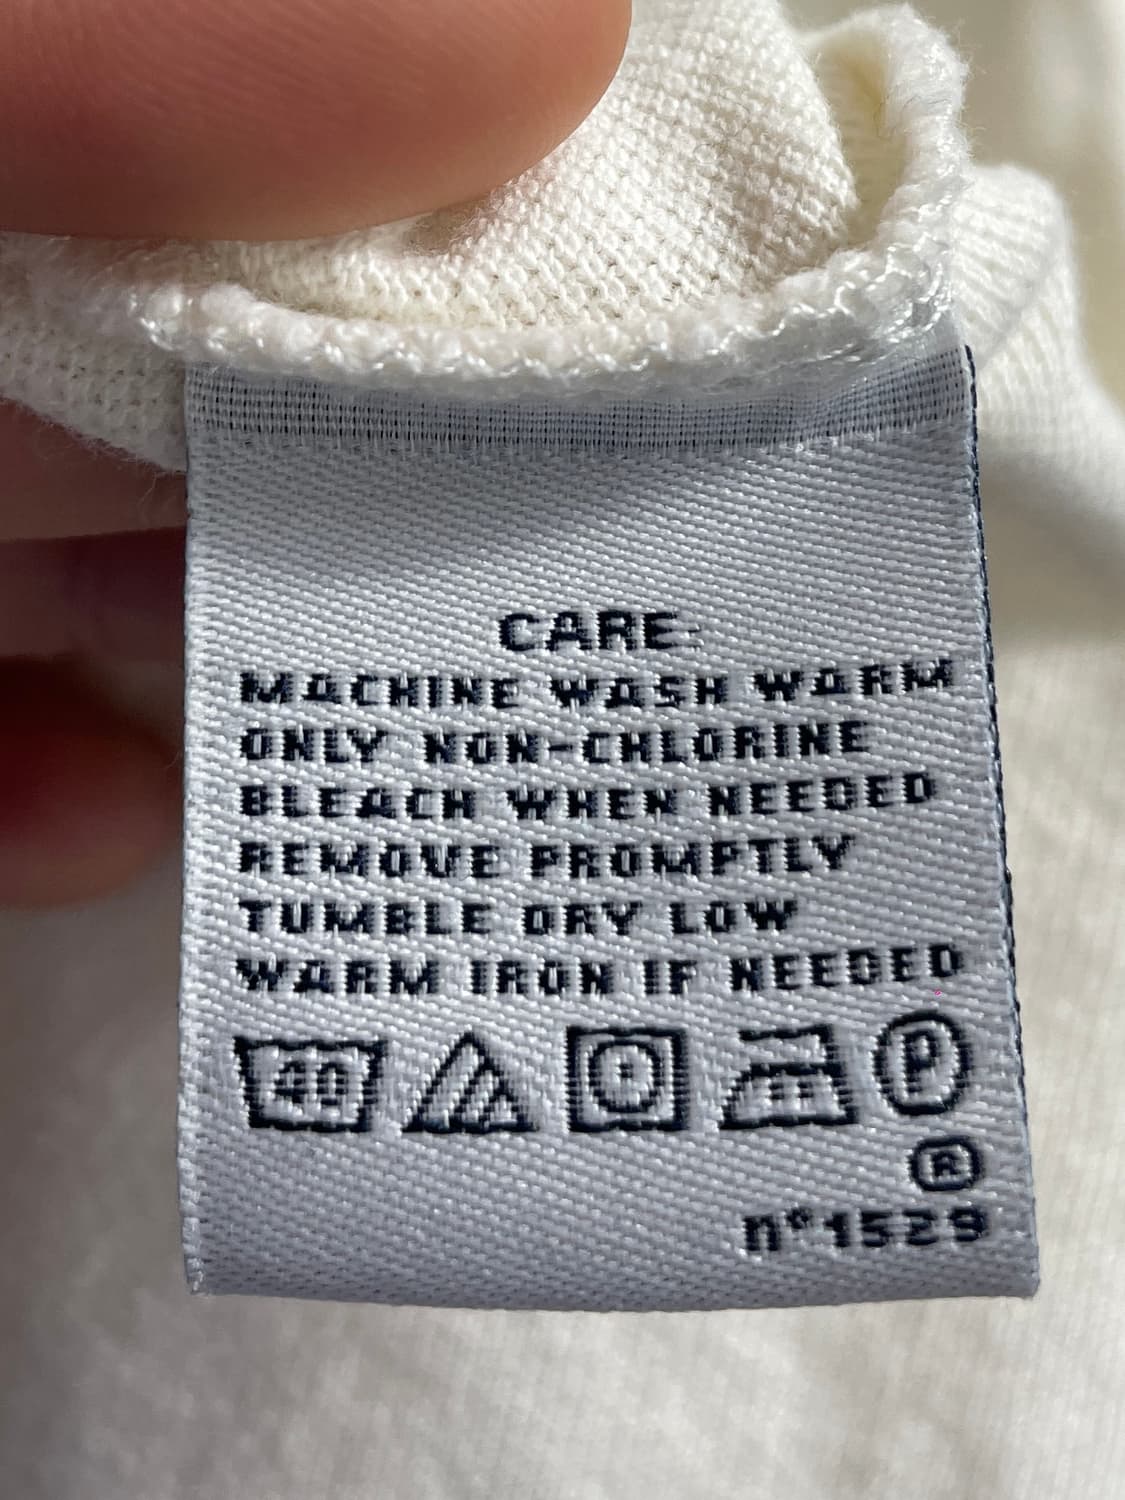 CARE:
MACHINE WASH WARM
ONLY NON-CHLORINE
BLEACH WHEN NEEDED
REMOVE PROMPTLY
TUMBLE DRY LOW
WARM IRON IF NEEDED
40 P
®
n°1529